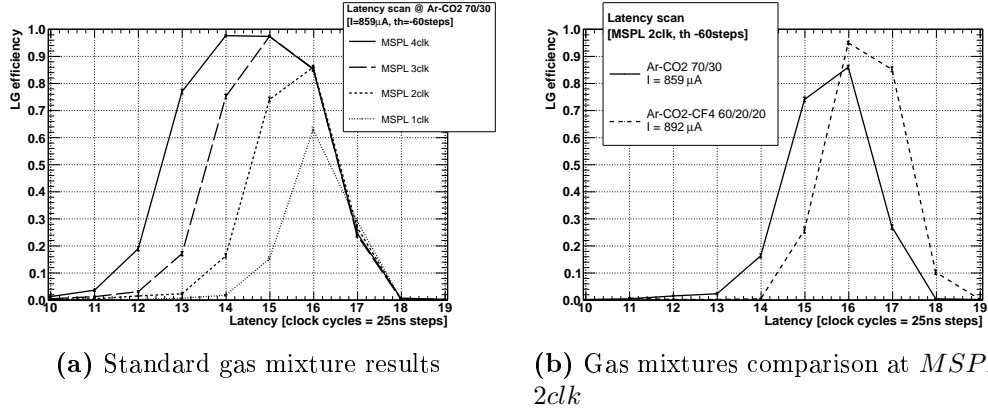 Latency scan @ Ar-CO2 70/30
[I=859μA, th=-60steps]
MSPL 4clk
MSPL 3clk
MSPL 2clk
MSPL 1clk
LG efficiency
1.0
0.9
0.8
0.7
0.6
0.5
0.4
0.3
0.2
0.1
0.0
10 11 12 13 14 15 16 17 18 19
Latency [clock cycles = 25ns steps]
(a) Standard gas mixture results
Latency scan
[MSPL 2clk, th -60steps]
Ar-CO2 70/30
I = 859 μA
Ar-CO2-CF4 60/20/20
I = 892 μA
LG efficiency
1.0
0.9
0.8
0.7
0.6
0.5
0.4
0.3
0.2
0.1
0.0
10 11 12 13 14 15 16 17 18 19
Latency [clock cycles = 25ns steps]
(b) Gas mixtures comparison at MSP
2clk